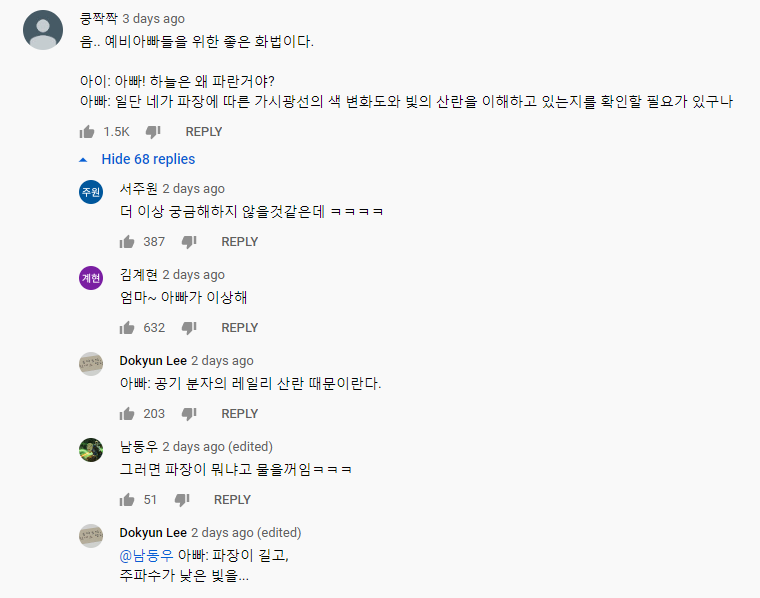 쿵짝짝 3 days ago
음.. 예비아빠들을 위한 좋은 화법이다.
아이: 아빠! 하늘은 왜 파란거야?
아빠: 일단 네가 파장에 따른 가시광선의 색 변화도와 빛의 산란을 이해하고 있는지를 확인할 필요가 있구나
1.5K REPLY
Hide 68 replies
주원
서주원 2 days ago
더 이상 궁금해하지 않을것같은데 ㅋㅋㅋㅋ
387 REPLY
계현
김계현 2 days ago
엄마~ 아빠가 이상해
632 REPLY
Dokyun Lee 2 days ago
아빠: 공기 분자의 레일리 산란 때문이란다.
203 REPLY
남동우 2 days ago (edited)
그러면 파장이 뭐냐고 물을꺼임ㅋㅋㅋ
51 REPLY
Dokyun Lee 2 days ago (edited)
@남동우 아빠: 파장이 길고,
주파수가 낮은 빛을...